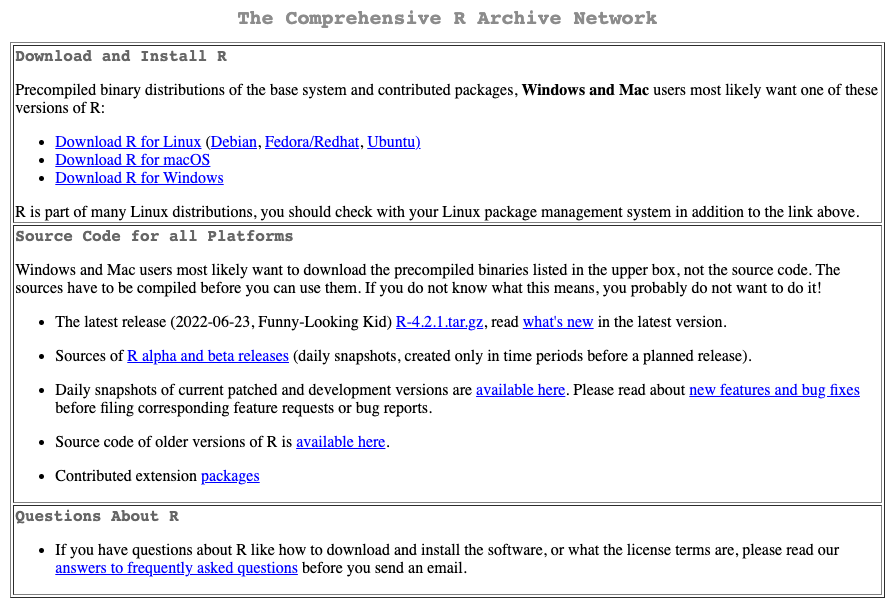 The Comprehensive R Archive Network
Download and Install R
Precompiled binary distributions of the base system and contributed packages, Windows and Mac users most likely want one of these
versions of R:
• Download R for Linux (Debian, Fedora/Redhat, Ubuntu)
• Download R for macOS
• Download R for Windows
R is part of many Linux distributions, you should check with your Linux package management system in addition to the link above.
Source Code for all Platforms
Windows and Mac users most likely want to download the precompiled binaries listed in the upper box, not the source code. The
sources have to be compiled before you can use them. If you do not know what this means, you probably do not want to do it!
• The latest release (2022-06-23, Funny-Looking Kid) R-4.2.1.tar.gz, read what's new in the latest version.
• Sources of R alpha and beta releases (daily snapshots, created only in time periods before a planned release).
• Daily snapshots of current patched and development versions are available here. Please read about new features and bug fixes
before filing corresponding feature requests or bug reports.
• Source code of older versions of R is available here.
• Contributed extension packages
Questions About R
• If you have questions about R like how to download and install the software, or what the license terms are, please read our
answers to frequently asked questions before you send an email.